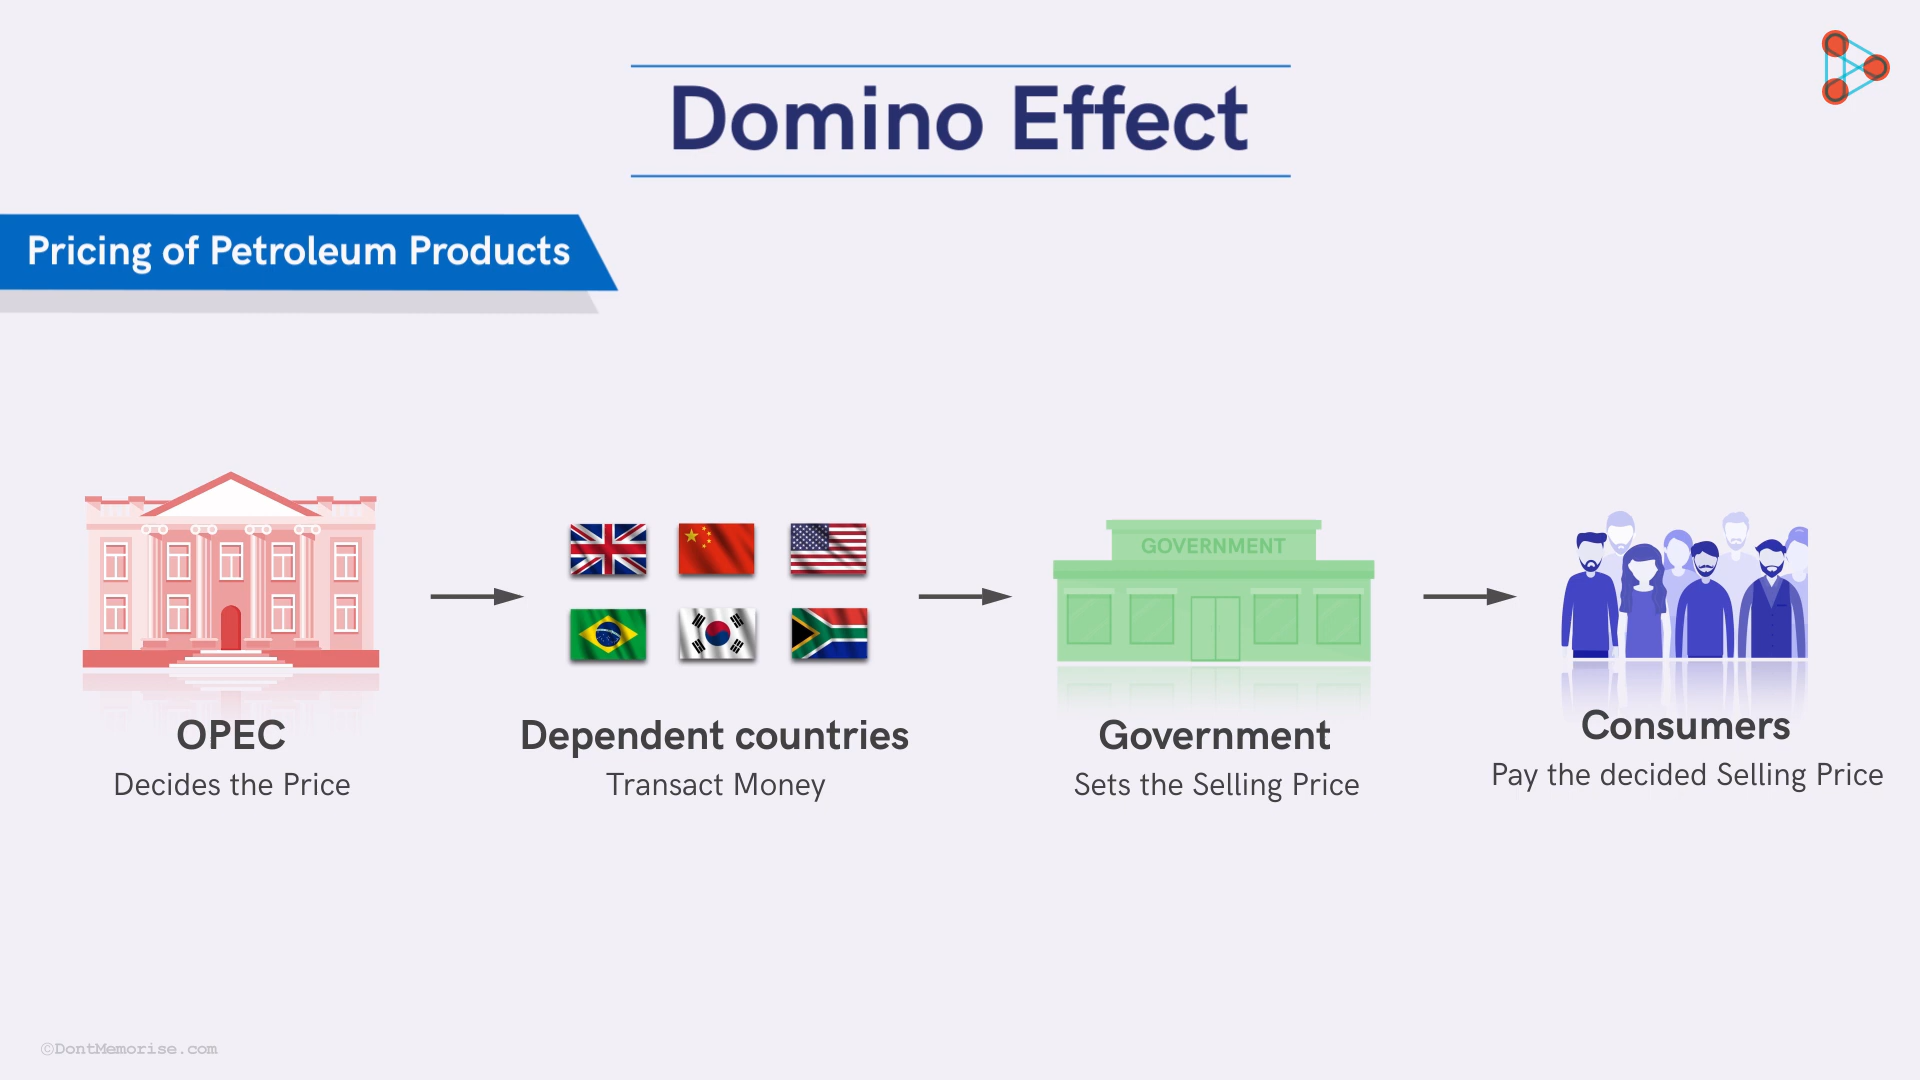 Domino Effect
Pricing of Petroleum Products
GOVERNMENT
OPEC
Decides the Price
Dependent countries
Transact Money
Government
Sets the Selling Price
Consumers
Pay the decided Selling Price
©DontMemorise.com